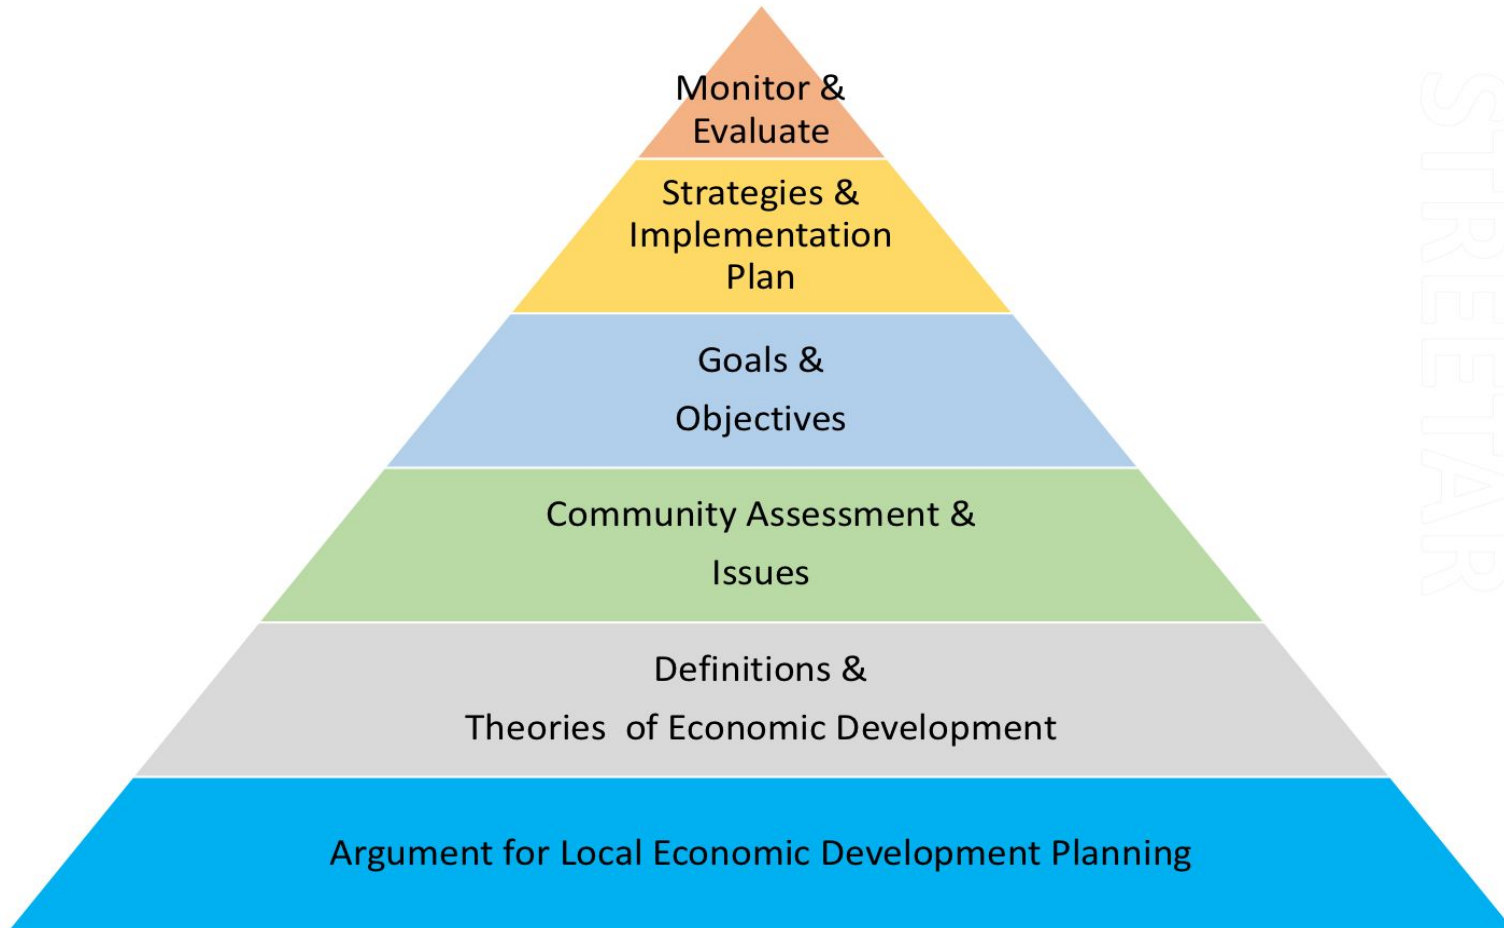 Monitor &
Evaluate
Strategies &
Implementation
Plan
Goals &
Objectives
Community Assessment &
Issues
Definitions &
Theories  of Economic Development
Argument for Local Economic Development Planning
STREETAR